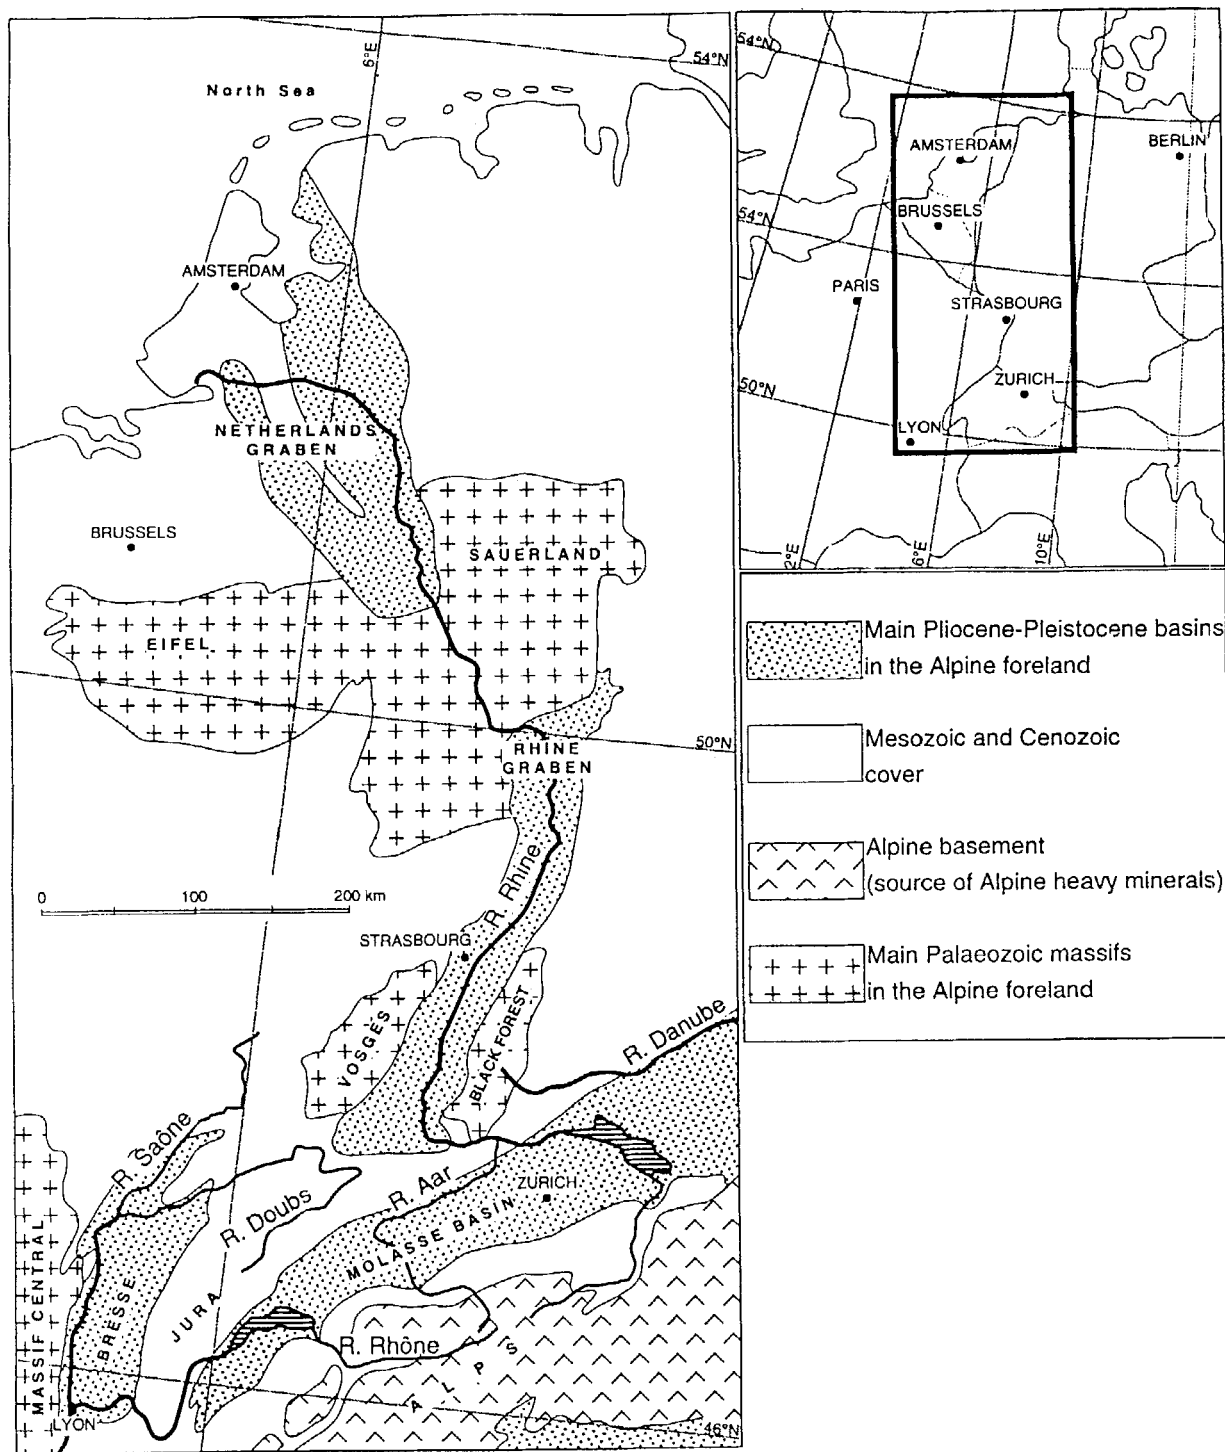 6°E
54°N
North Sea
AMSTERDAM
NETHERLANDS
GRABEN
BRUSSELS
SAUERLAND
EIFEL
50°N
RHINE
GRABEN
0 100 200 km
R. Rhine
STRASBOURG
VOSGES
BLACK FOREST
R. Danube
R. Saône
R. Doubs
R. Aar
ZURICH
MOLASSE BASIN
MASSIF CENTRAL
BRESSE
JURA
R. Rhône
ALPS
LYON
46°N
54°N
AMSTERDAM
BERLIN
BRUSSELS
54°N
PARIS
STRASBOURG
ZURICH
50°N
LYON
2°E
6°E
10°E
Main Pliocene-Pleistocene basins
in the Alpine foreland
Mesozoic and Cenozoic
cover
Alpine basement
(source of Alpine heavy minerals)
Main Palaeozoic massifs
in the Alpine foreland